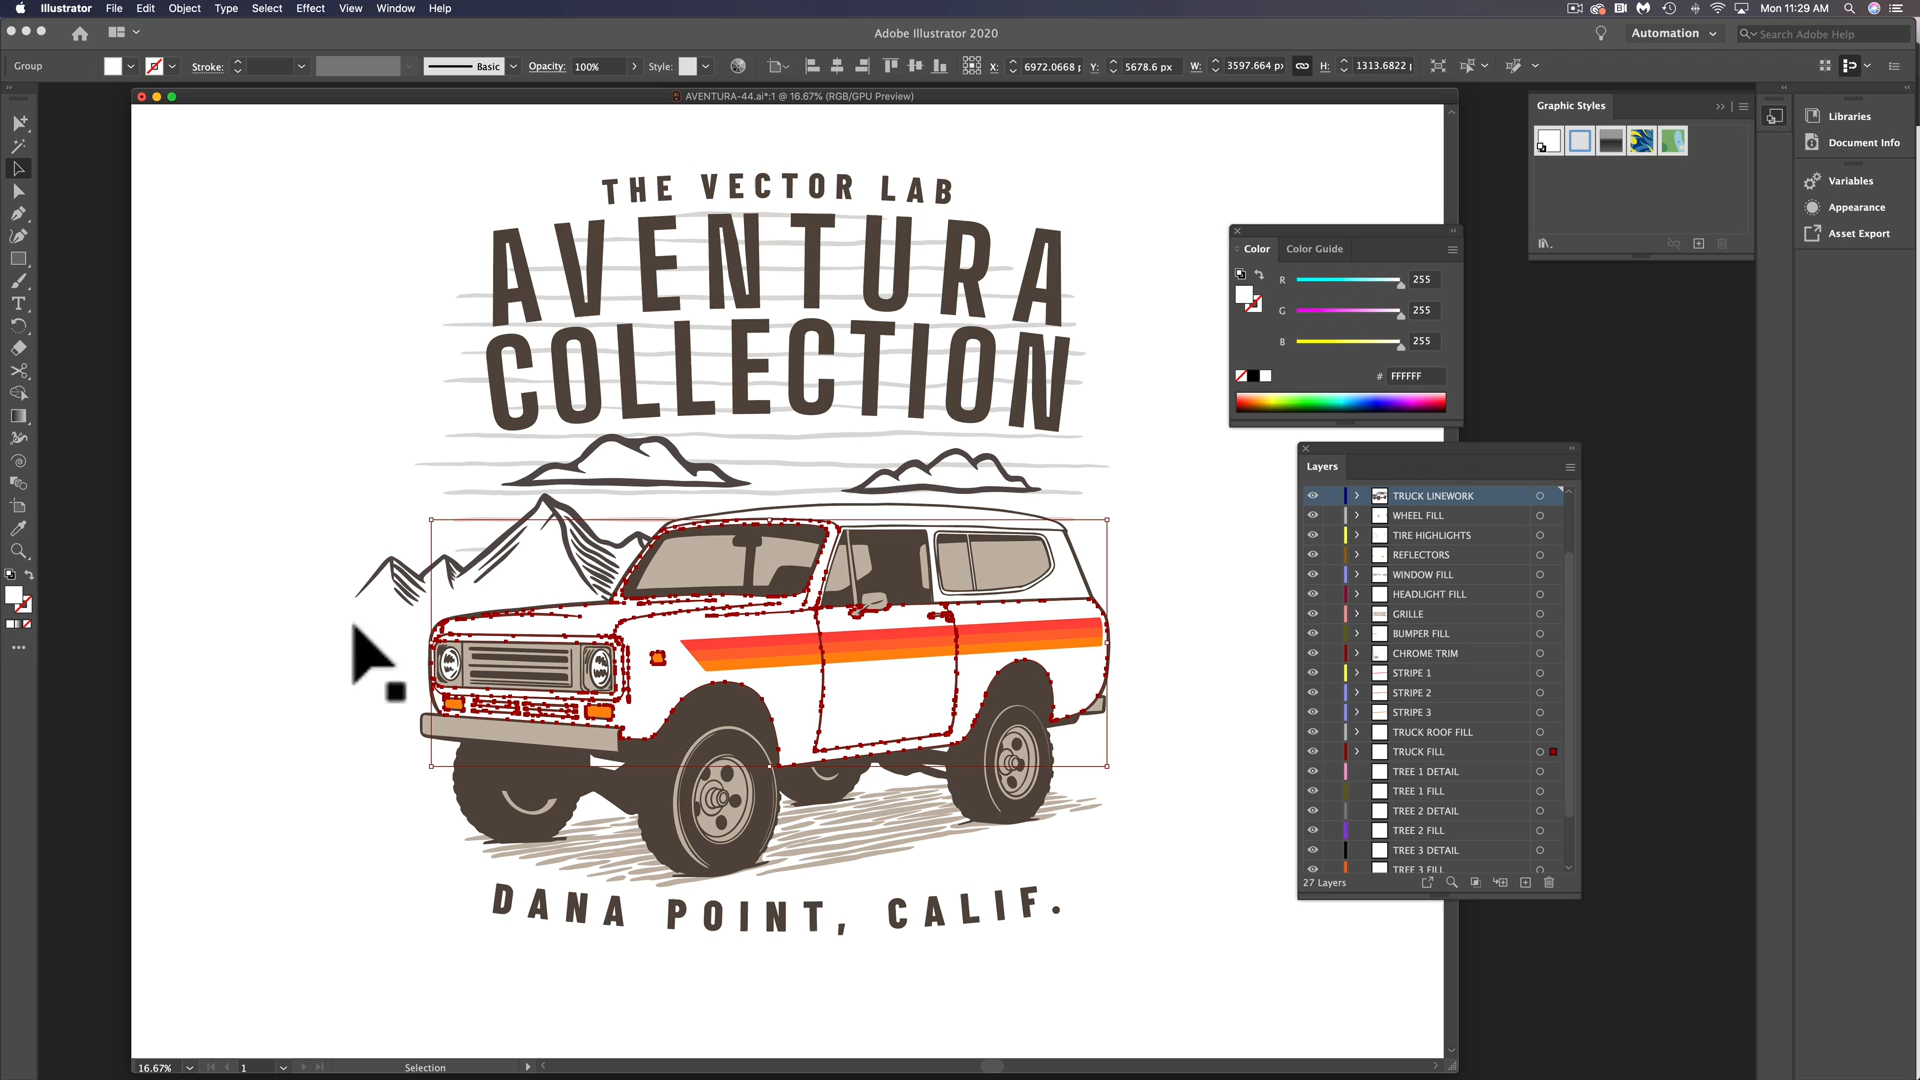 Illustrator File Edit Object Type Select Effect View Window Help Mon 11:29 AM
Adobe Illustrator 2020 Automation Search Adobe Help
Group Stroke: Basic Opacity: 100% Style: X: 6972.0668 p Y: 5678.6 px W: 3597.664 p H: 1313.6822
AVENTURA-44.ai*:1 @ 16.67% (RGB/GPU Preview)
Graphic Styles
Libraries
Document Info
Variables
Appearance
Asset Export
THE VECTOR LAB
AVENTURA
COLLECTION
DANA POINT, CALIF.
Color Color Guide
R 255
G 255
B 255
# FFFFFF
Layers
TRUCK LINEWORK
WHEEL FILL
TIRE HIGHLIGHTS
REFLECTORS
WINDOW FILL
HEADLIGHT FILL
GRILLE
BUMPER FILL
CHROME TRIM
STRIPE 1
STRIPE 2
STRIPE 3
TRUCK ROOF FILL
TRUCK FILL
TREE 1 DETAIL
TREE 1 FILL
TREE 2 DETAIL
TREE 2 FILL
TREE 3 DETAIL
TREE 3 FILL
27 Layers
16.67% 1 Selection